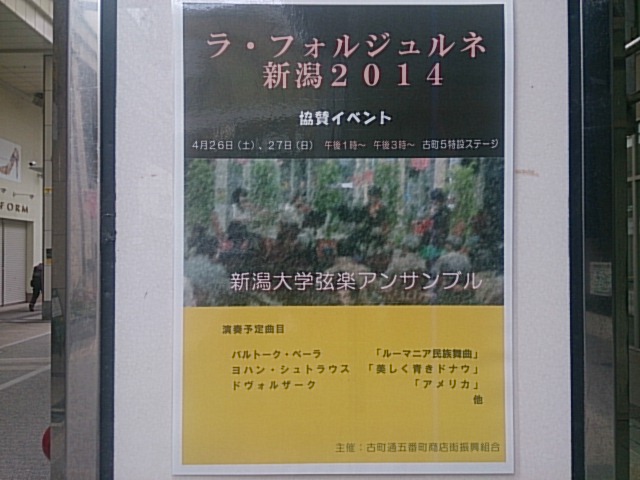 ラ・フォルジュルネ
新潟2014
協賛イベント
4月26日(土)、27日(日) 午後1時~ 午後3時~ 古町5特設ステージ
新潟大学弦楽アンサンブル
演奏予定曲目
バルトーク・ベーラ 「ルーマニア民族舞曲」
ヨハン・シュトラウス 「美しく青きドナウ」
ドヴォルザーク 「アメリカ」
他
主催:古町通五番町商店街振興組合
FORM